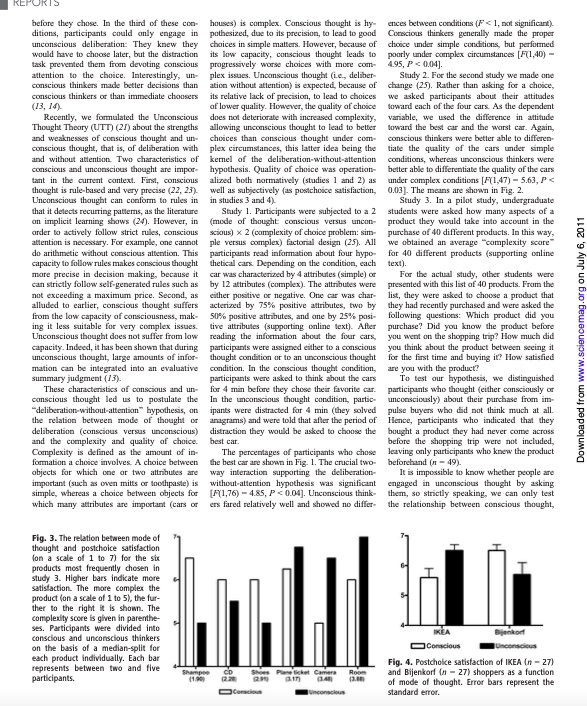 REPORTS
before they chose. In the third of these con-
ditions, participants could only engage in
unconscious deliberation: They knew they
would have to choose later, but the distraction
task prevented them from devoting conscious
attention to the choice. Interestingly, un-
conscious thinkers made better decisions than
conscious thinkers or than immediate choosers
(13, 14).
Recently, we formulated the Unconscious
Thought Theory (UTT) (21) about the strengths
and weaknesses of conscious thought and un-
conscious thought, that is, of deliberation with
and without attention. Two characteristics of
conscious and unconscious thought are impor-
tant in the current context. First, conscious
thought is rule-based and very precise (22, 23).
Unconscious thought can conform to rules in
that it detects recurring patterns, as the literature
on implicit learning shows (24). However, in
order to actively follow strict rules, conscious
attention is necessary. For example, one cannot
do arithmetic without conscious attention. This
capacity to follow rules makes conscious thought
more precise in decision making, because it
can strictly follow self-generated rules such as
not exceeding a maximum price. Second, as
alluded to earlier, conscious thought suffers
from the low capacity of consciousness, mak-
ing it less suitable for very complex issues.
Unconscious thought does not suffer from low
capacity. Indeed, it has been shown that during
unconscious thought, large amounts of infor-
mation can be integrated into an evaluative
summary judgment (13).
These characteristics of conscious and un-
conscious thought led us to postulate the
“deliberation-without-attention” hypothesis, on
the relation between mode of thought or
deliberation (conscious versus unconscious)
and the complexity and quality of choice.
Complexity is defined as the amount of in-
formation a choice involves. A choice between
objects for which one or two attributes are
important (such as oven mitts or toothpaste) is
simple, whereas a choice between objects for
which many attributes are important (cars or
houses) is complex. Conscious thought is hy-
pothesized, due to its precision, to lead to good
choices in simple matters. However, because of
its low capacity, conscious thought leads to
progressively worse choices with more com-
plex issues. Unconscious thought (i.e., deliber-
ation without attention) is expected, because of
its relative lack of precision, to lead to choices
of lower quality. However, the quality of choice
does not deteriorate with increased complexity,
allowing unconscious thought to lead to better
choices than conscious thought under com-
plex circumstances, this latter idea being the
kernel of the deliberation-without-attention
hypothesis. Quality of choice was operation-
alized both normatively (studies 1 and 2) as
well as subjectively (as postchoice satisfaction,
in studies 3 and 4).
Study 1. Participants were subjected to a 2
(mode of thought: conscious versus uncon-
scious) × 2 (complexity of choice problem: sim-
ple versus complex) factorial design (25). All
participants read information about four hypo-
thetical cars. Depending on the condition, each
car was characterized by 4 attributes (simple) or
by 12 attributes (complex). The attributes were
either positive or negative. One car was char-
acterized by 75% positive attributes, two by
50% positive attributes, and one by 25% posi-
tive attributes (supporting online text). After
reading the information about the four cars,
participants were assigned either to a conscious
thought condition or to an unconscious thought
condition. In the conscious thought condition,
participants were asked to think about the cars
for 4 min before they chose their favorite car.
In the unconscious thought condition, partic-
ipants were distracted for 4 min (they solved
anagrams) and were told that after the period of
distraction they would be asked to choose the
best car.
The percentages of participants who chose
the best car are shown in Fig. 1. The crucial two-
way interaction supporting the deliberation-
without-attention hypothesis was significant
[F(1,76) = 4.85, P < 0.04]. Unconscious think-
ers fared relatively well and showed no differ-
ences between conditions (F < 1, not significant).
Conscious thinkers generally made the proper
choice under simple conditions, but performed
poorly under complex circumstances [F(1,40) =
4.95, P < 0.04].
Study 2. For the second study we made one
change (25). Rather than asking for a choice,
we asked participants about their attitudes
toward each of the four cars. As the dependent
variable, we used the difference in attitude
toward the best car and the worst car. Again,
conscious thinkers were better able to differen-
tiate the quality of the cars under simple
conditions, whereas unconscious thinkers were
better able to differentiate the quality of the cars
under complex conditions [F(1,47) = 5.63, P <
0.03]. The means are shown in Fig. 2.
Study 3. In a pilot study, undergraduate
students were asked how many aspects of a
product they would take into account in the
purchase of 40 different products. In this way,
we obtained an average “complexity score”
for 40 different products (supporting online
text).
For the actual study, other students were
presented with this list of 40 products. From the
list, they were asked to choose a product that
they had recently purchased and were asked the
following questions: Which product did you
purchase? Did you know the product before
you went on the shopping trip? How much did
you think about the product between seeing it
for the first time and buying it? How satisfied
are you with the product?
To test our hypothesis, we distinguished
participants who thought (either consciously or
unconsciously) about their purchase from im-
pulse buyers who did not think much at all.
Hence, participants who indicated that they
bought a product they had never come across
before the shopping trip were not included,
leaving only participants who knew the product
beforehand (n = 49).
It is impossible to know whether people are
engaged in unconscious thought by asking
them, so strictly speaking, we can only test
the relationship between conscious thought,
Downloaded from www.sciencemag.org on July 6, 2011
Fig. 3. The relation between mode of
thought and postchoice satisfaction
(on a scale of 1 to 7) for the six
products most frequently chosen in
study 3. Higher bars indicate more
satisfaction. The more complex the
product (on a scale of 1 to 5), the fur-
ther to the right it is shown. The
complexity score is given in parenthe-
ses. Participants were divided into
conscious and unconscious thinkers
on the basis of a median-split for
each product individually. Each bar
represents between two and five
participants.
7
6
5
4
Shampoo CD Shoes Plane ticket Camera Room
(1.90) (2.28) (2.91) (3.17) (3.48) (3.88)
Conscious Unconscious
7
6
5
4
IKEA Bijenkorf
Conscious Unconscious
Fig. 4. Postchoice satisfaction of IKEA (n = 27)
and Bijenkorf (n = 27) shoppers as a function
of mode of thought. Error bars represent the
standard error.